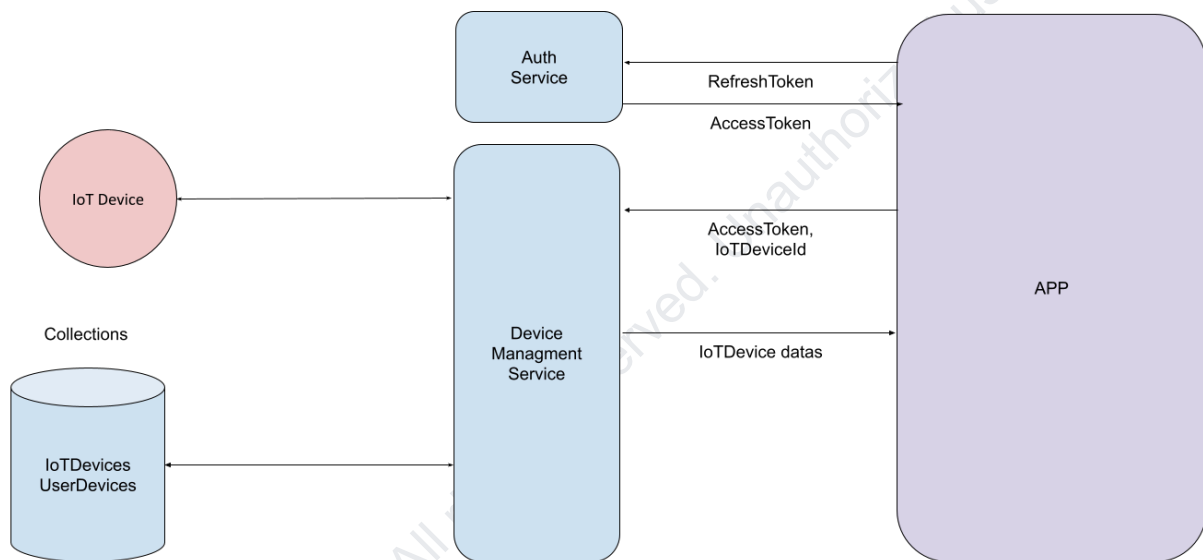 Auth
Service
RefreshToken
AccessToken
IoT Device
AccessToken,
IoTDeviceId
APP
Collections
Device
Managment
Service
IoTDevice datas
IoTDevices
UserDevices